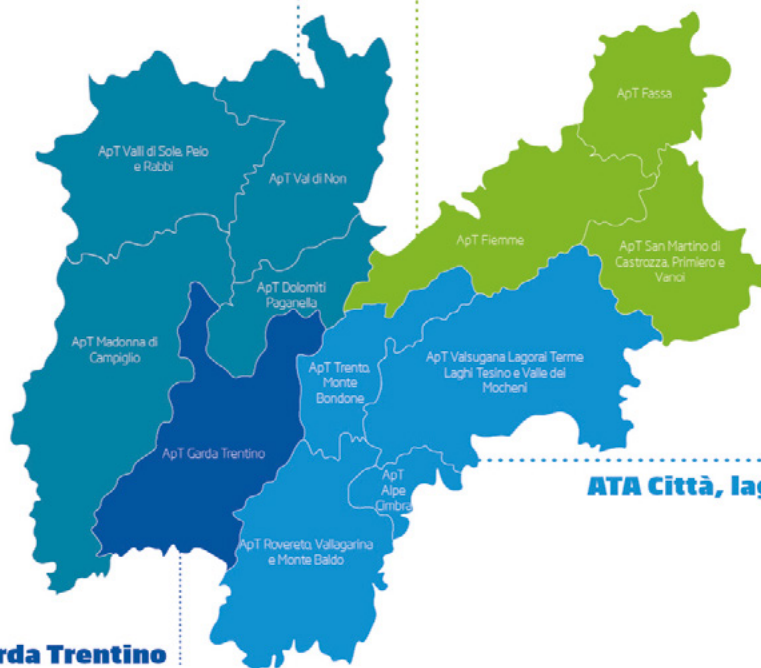 ApT Fassa
ApT Valli di Sole, Peio
e Rabbi
ApT Val di Non
ApT Fiemme
ApT San Martino di
Castrozza, Primiero e
Vanoi
ApT Dolomiti
Paganella
ApT Madonna di
Campiglio
ApT Trento,
Monte
Bondone
ApT Valsugana Lagorai Terme
Laghi Tesino e Valle dei
Mocheni
ApT Garda Trentino
ApT
Alpe
Cimbra
ATA Città, lag
ApT Rovereto, Vallagarina
e Monte Baldo
rda Trentino